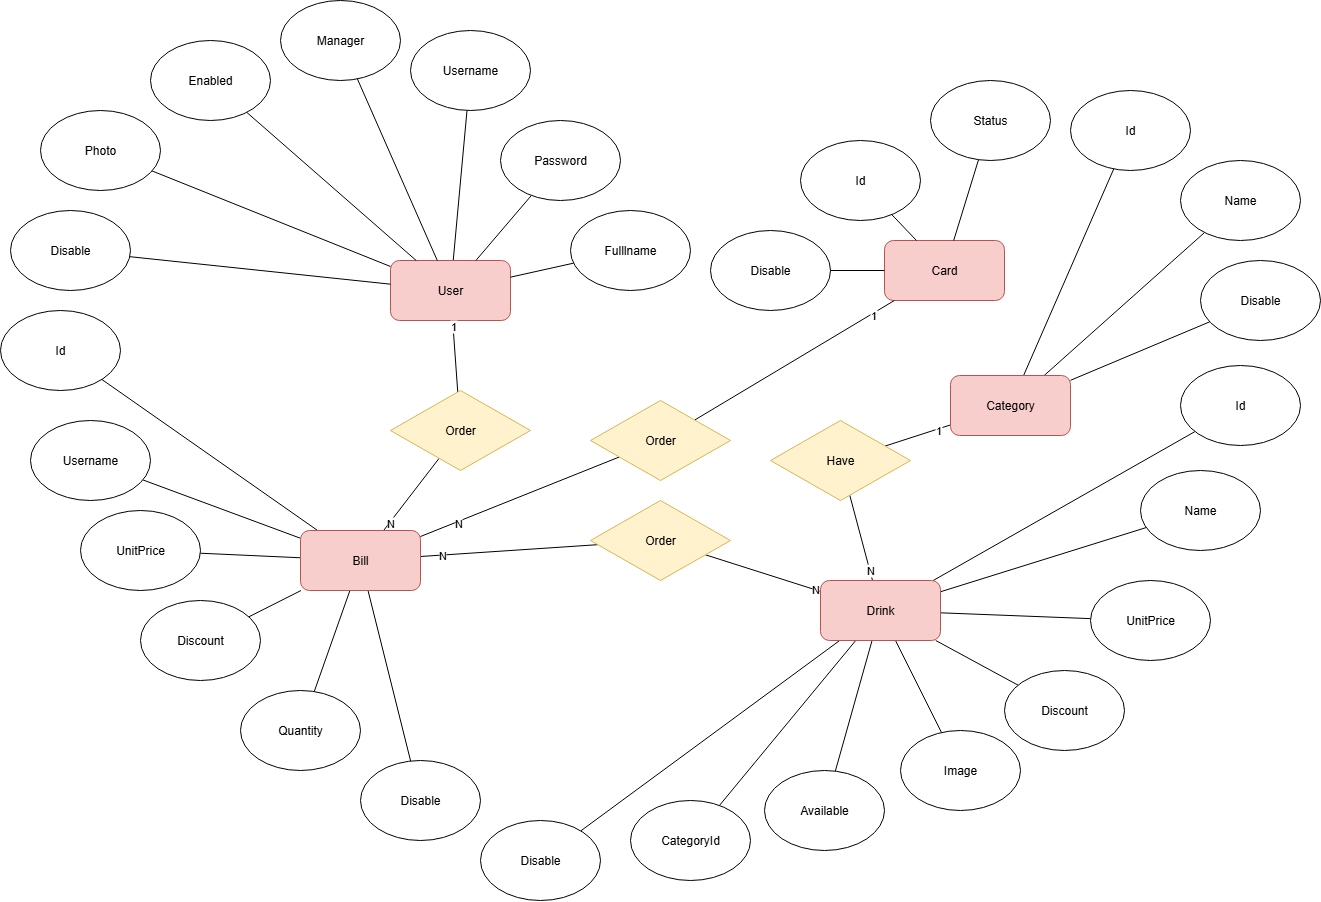 Manager
Username
Enabled
Status
Id
Photo
Password
Id
Name
Disable
Fulllname
Disable
Card
User
Disable
1
1
Id
Category
Id
Order
Order
1
Username
Have
Name
N
N
UnitPrice
Order
N
Bill
N
N
Drink
UnitPrice
Discount
Discount
Quantity
Image
Disable
Available
CategoryId
Disable